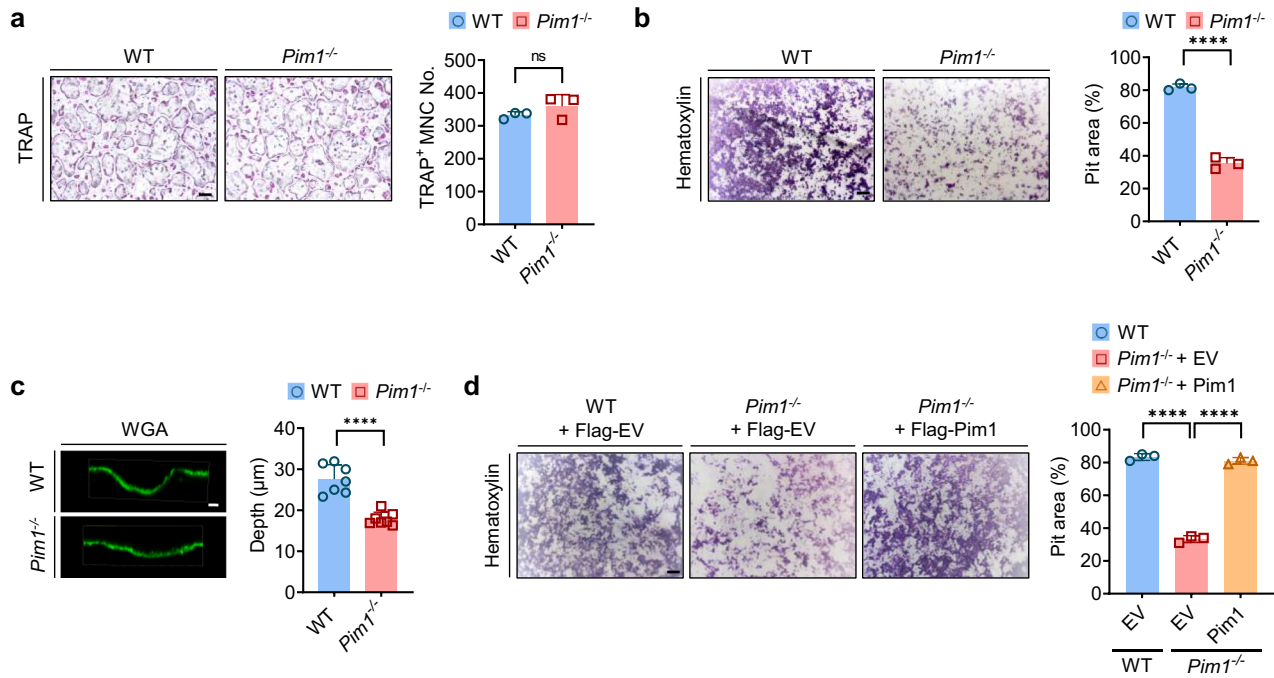 a
WT Pim1-/-
WT
Pim1-/-
TRAP
TRAP+ MNC No.
500
400
300
200
100
0
ns
WT
Pim1-/-
b
WT Pim1-/-
WT
Pim1-/-
Hematoxylin
Pit area (%)
100
80
60
40
20
0
****
WT
Pim1-/-
c
WT Pim1-/-
WGA
WT
Pim1-/-
Depth (µm)
40
30
20
10
0
****
WT
Pim1-/-
d
WT
+ Flag-EV
Pim1-/-
+ Flag-EV
Pim1-/-
+ Flag-Pim1
Hematoxylin
WT
Pim1-/- + EV
Pim1-/- + Pim1
Pit area (%)
100
80
60
40
20
0
**** ****
EV
EV
Pim1
WT
Pim1-/-